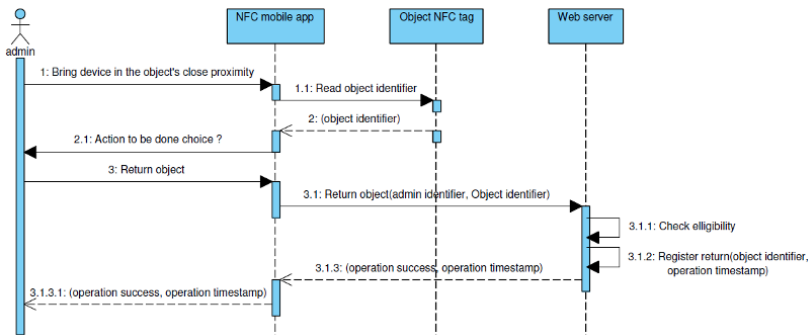 NFC mobile app
Object NFC tag
Web server
admin
1: Bring device in the object's close proximity
1.1: Read object identifier
2: (object identifier)
2.1: Action to be done choice ?
3: Return object
3.1: Return object(admin identifier, Object identifier)
3.1.1: Check elligibility
3.1.2: Register return(object identifier,
operation timestamp)
3.1.3: (operation success, operation timestamp)
3.1.3.1: (operation success, operation timestamp)